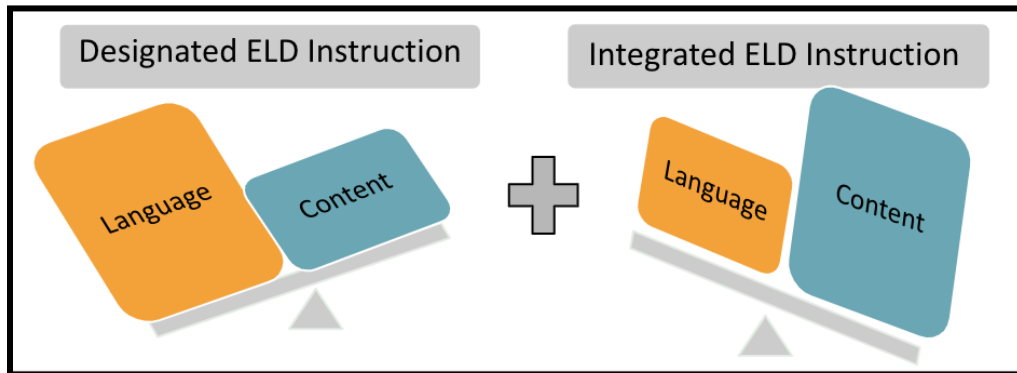 Designated ELD Instruction
Integrated ELD Instruction
Language
Content
Language
Content